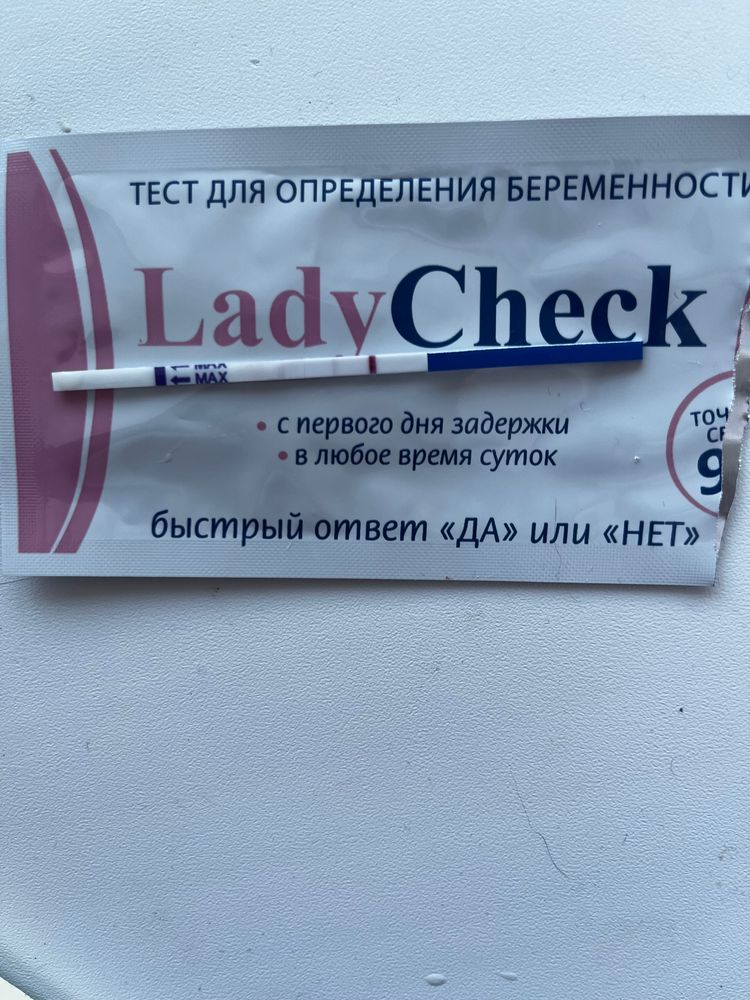 ТЕСТ ДЛЯ ОПРЕДЕЛЕНИЯ БЕРЕМЕННОСТИ
LadyCheck
MAX
MAX
• с первого дня задержки
• в любое время суток
быстрый ответ «ДА» или «НЕТ»